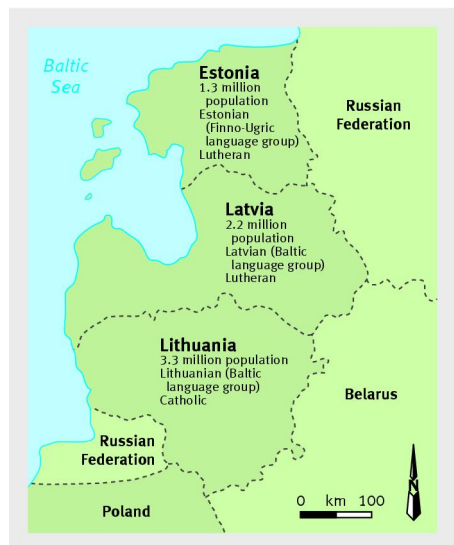 Baltic
Sea
Estonia
1.3 million
population
Estonian
(Finno-Ugric
language group)
Lutheran
Russian
Federation
Latvia
2.2 million
population
Latvian (Baltic
language group)
Lutheran
Lithuania
3.3 million population
Lithuanian (Baltic
language group)
Catholic
Belarus
Russian
Federation
Poland
0 km 100
N